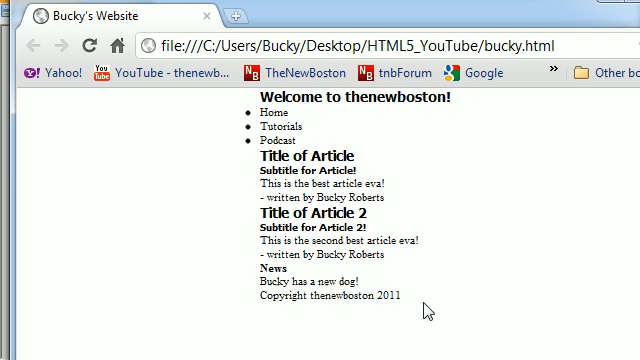 Bucky's Website
file:///C:/Users/Bucky/Desktop/HTML5_YouTube/bucky.html
Yahoo! YouTube - thenewb... TheNewBoston tnbForum Google » Other bo
Welcome to thenewboston!
Home
Tutorials
Podcast
Title of Article
Subtitle for Article!
This is the best article eva!
- written by Bucky Roberts
Title of Article 2
Subtitle for Article 2!
This is the second best article eva!
- written by Bucky Roberts
News
Bucky has a new dog!
Copyright thenewboston 2011